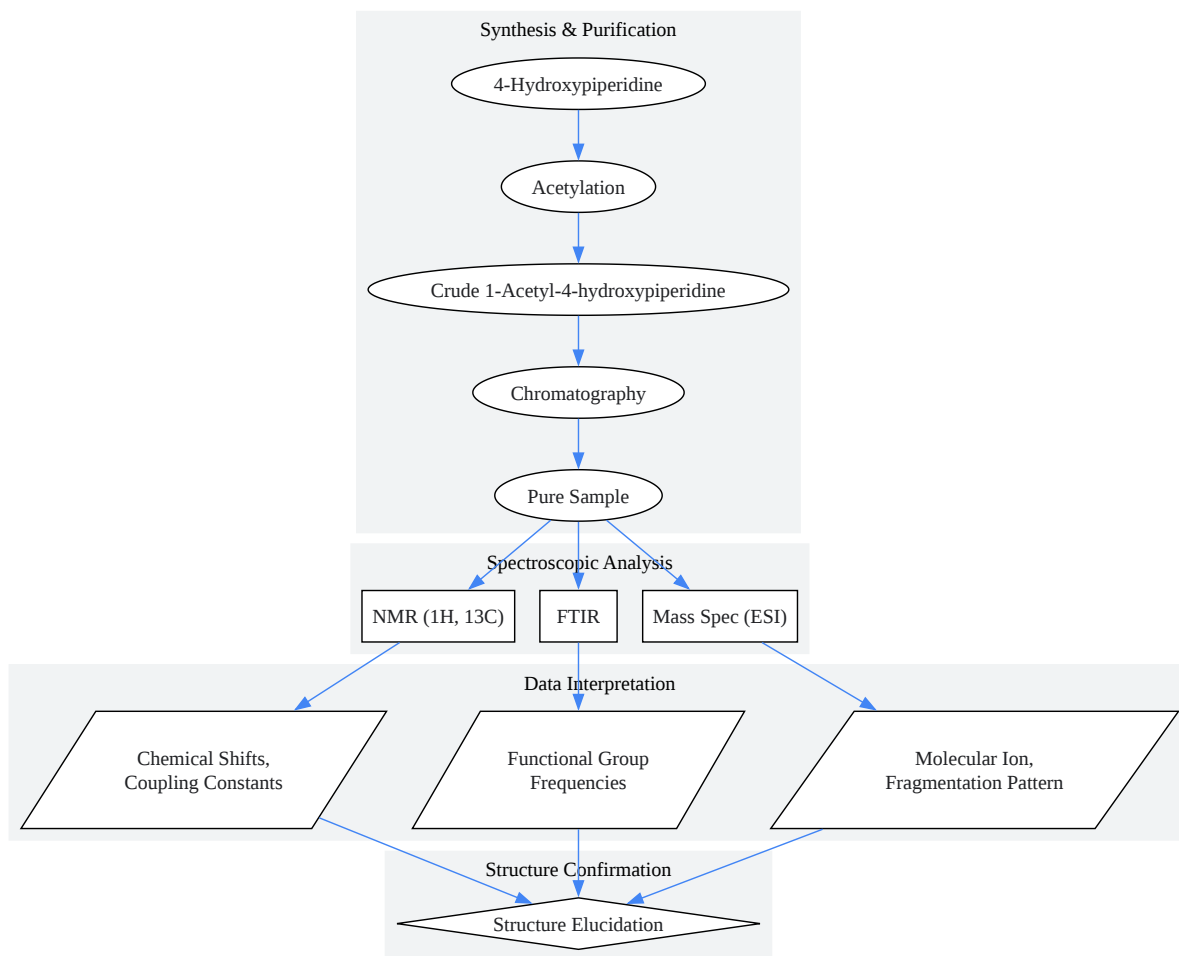 Synthesis & Purification
4-Hydroxypiperidine
Acetylation
Crude 1-Acetyl-4-hydroxypiperidine
Chromatography
Pure Sample
Spectroscopic Analysis
NMR (1H, 13C)
FTIR
Mass Spec (ESI)
Data Interpretation
Chemical Shifts,
Coupling Constants
Functional Group
Frequencies
Molecular Ion,
Fragmentation Pattern
Structure Confirmation
Structure Elucidation